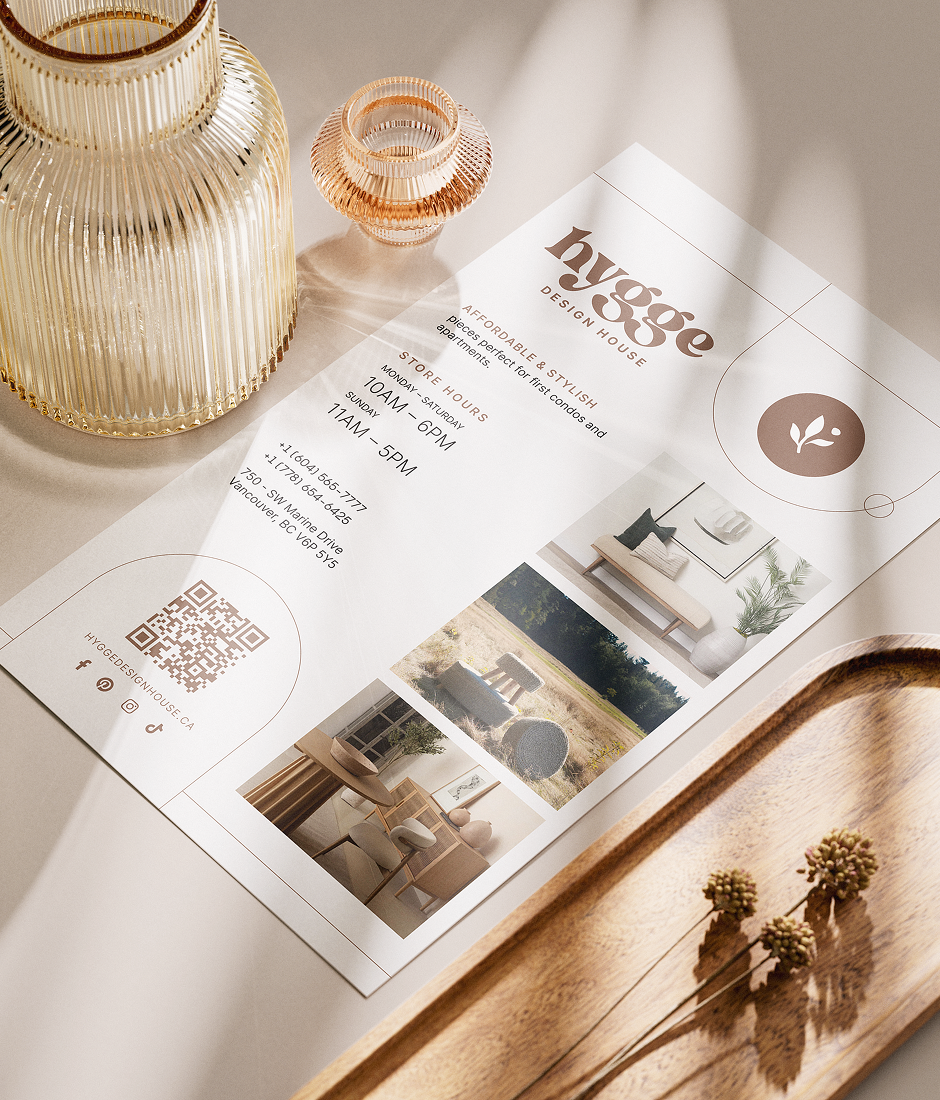 hygge
DESIGN HOUSE
AFFORDABLE & STYLISH
pieces perfect for first condos and
apartments.
STORE HOURS
MONDAY – SATURDAY
10AM – 6PM
SUNDAY
11AM – 5PM
+1 (604) 565-7777
+1 (778) 654-6425
750 - SW Marine Drive
Vancouver, BC V6P 5Y5
HYGGEDESIGNHOUSE.CA